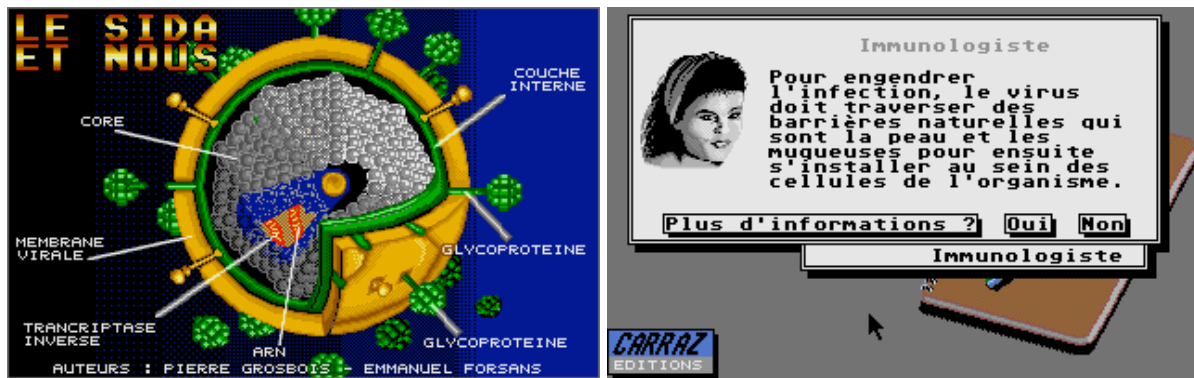 LE SIDA
ET NOUS
COUCHE
INTERNE
CORE
MEMBRANE
VIRALE
GLYCOPROTEINE
TRANCRIPTASE
INVERSE
ARN
GLYCOPROTEINE
AUTEURS : PIERRE GROSBOIS - EMMANUEL FORSANS
Immunologiste
Pour engendrer
l'infection, le virus
doit traverser des
barrières naturelles qui
sont la peau et les
muqueuses pour ensuite
s'installer au sein des
cellules de l'organisme.
Plus d'informations ? Oui Non
Immunologiste
CARRAZ
EDITIONS